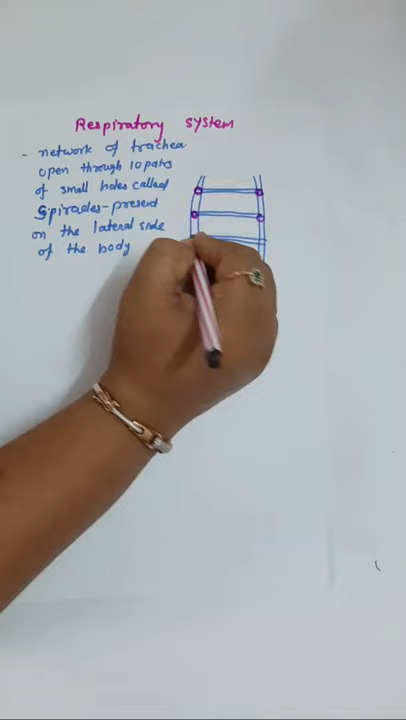 Respiratory system
- network of trachea
open through 10 pairs
of small holes called
Spiracles - present
on the lateral side
of the body